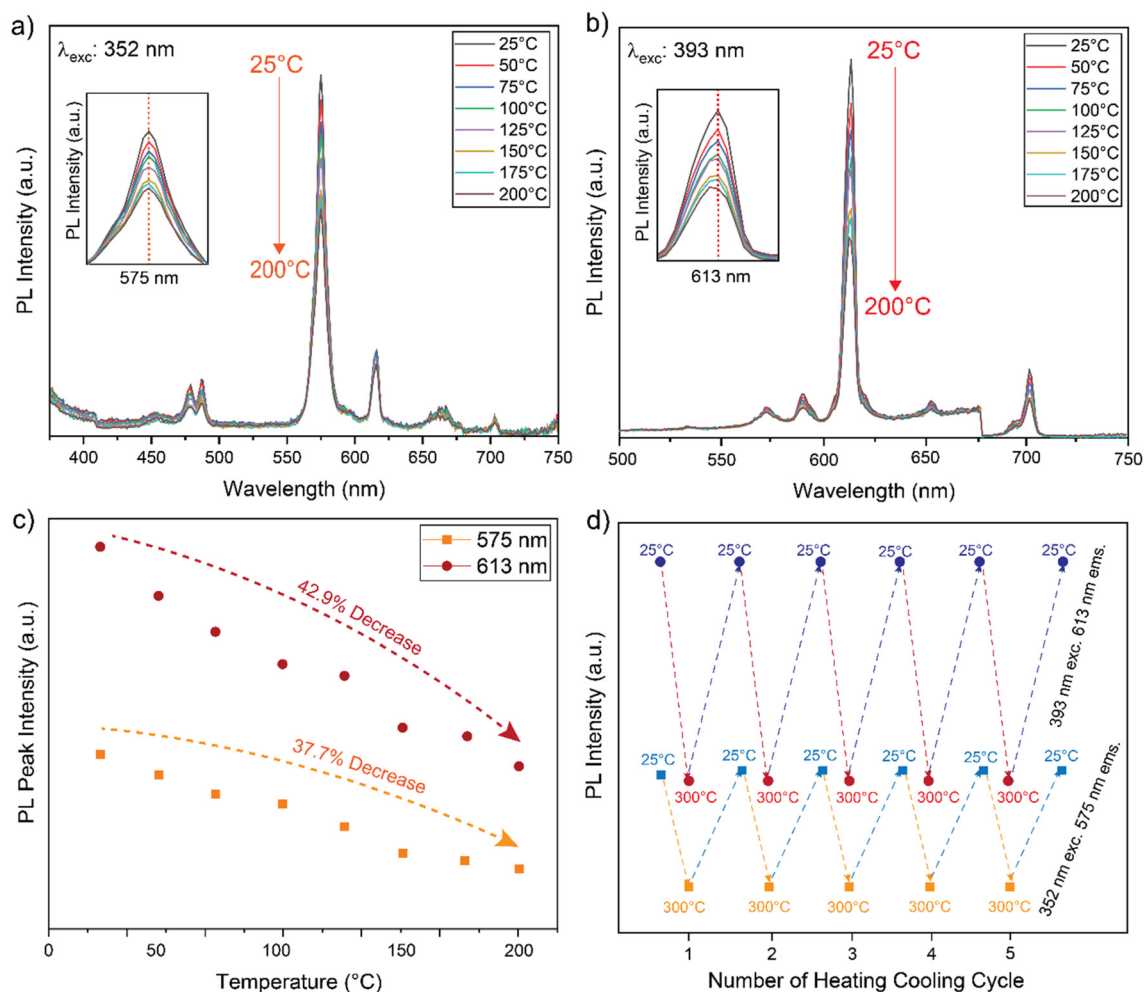 a)
λexc: 352 nm
25°C
200°C
25°C
50°C
75°C
100°C
125°C
150°C
175°C
200°C
PL Intensity (a.u.)
575 nm
PL Intensity (a.u.)
400 450 500 550 600 650 700 750
Wavelength (nm)
b)
λexc: 393 nm
25°C
200°C
25°C
50°C
75°C
100°C
125°C
150°C
175°C
200°C
PL Intensity (a.u.)
613 nm
PL Intensity (a.u.)
500 550 600 650 700 750
Wavelength (nm)
c)
575 nm
613 nm
42.9% Decrease
37.7% Decrease
PL Peak Intensity (a.u.)
0 50 100 150 200
Temperature (°C)
d)
25°C 25°C 25°C 25°C 25°C 25°C
300°C 300°C 300°C 300°C 300°C
393 nm exc. 613 nm ems.
25°C 25°C 25°C 25°C 25°C 25°C
300°C 300°C 300°C 300°C 300°C
352 nm exc. 575 nm ems.
PL Intensity (a.u.)
1 2 3 4 5
Number of Heating Cooling Cycle